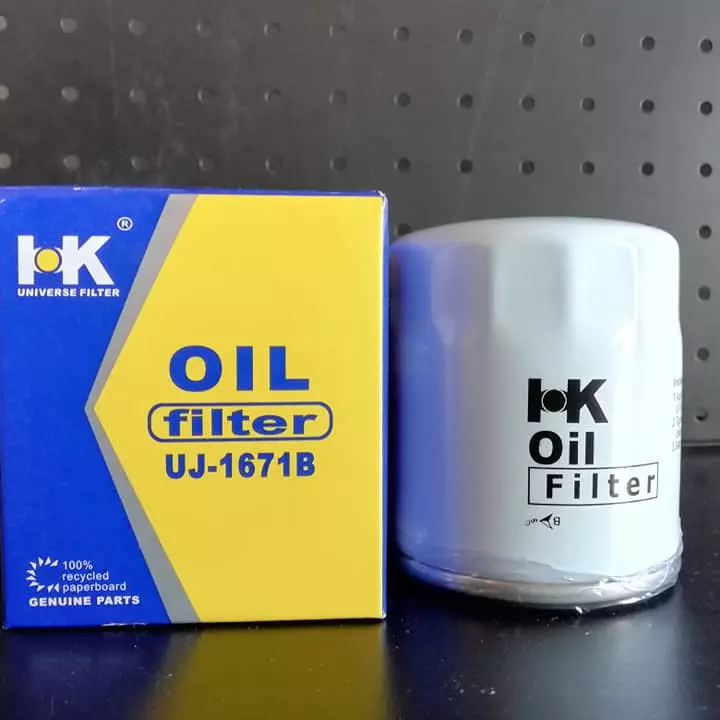 HK ®
UNIVERSE FILTER
OIL
filter
UJ-1671B
100%
recycled
paperboard
GENUINE PARTS
HK
Oil
Filter